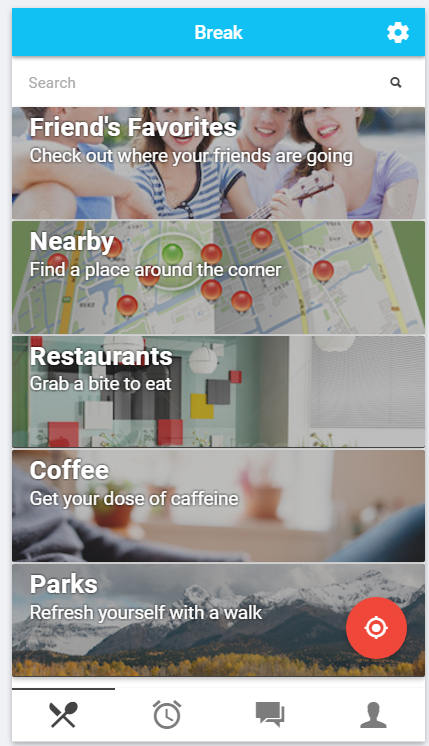 Break
Search
Friend's Favorites
Check out where your friends are going
Nearby
Find a place around the corner
Restaurants
Grab a bite to eat
Coffee
Get your dose of caffeine
Parks
Refresh yourself with a walk